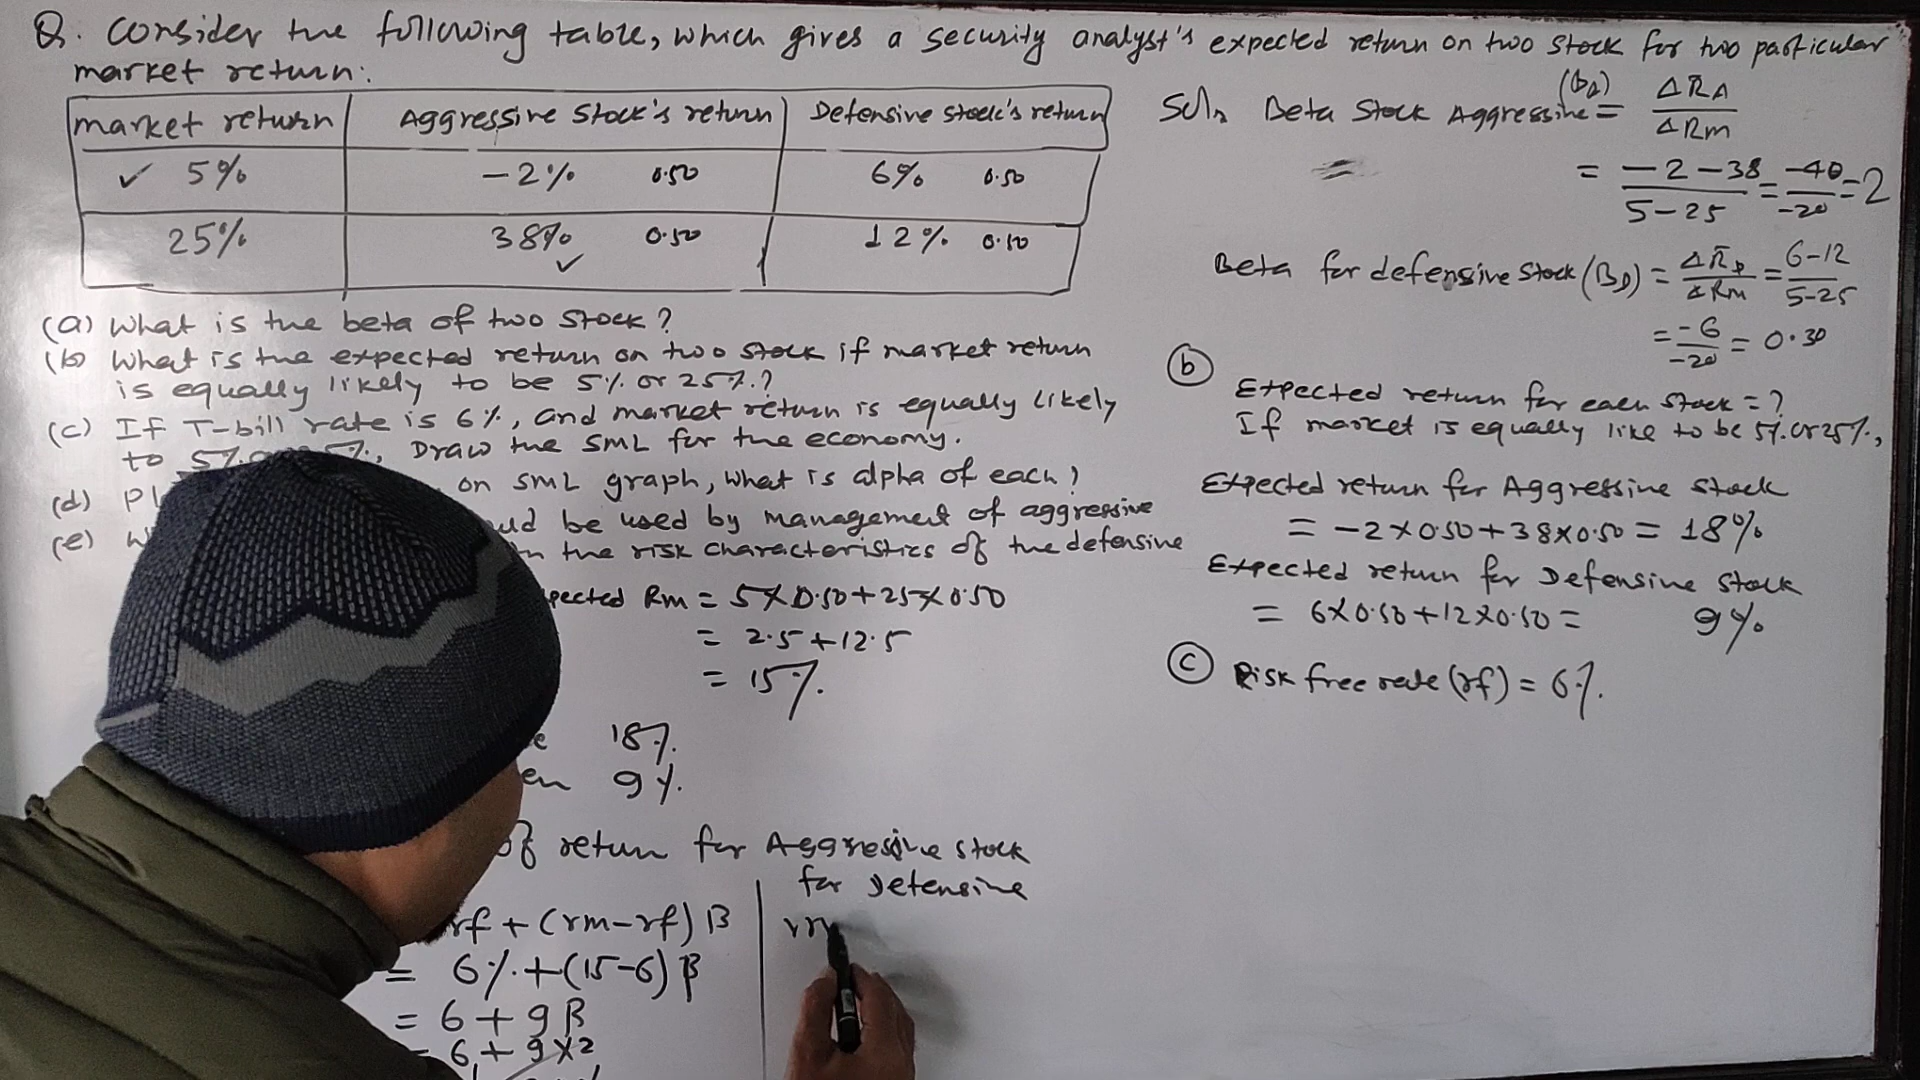 Q. Consider the following table, which gives a security analyst's expected return on two stock for two particular
market return:
market return | Aggressive Stock's return | Defensive stock's return
✓ 5% | -2% 0.50 | 6% 0.50
25% | 38% ✓ 0.50 | 12% 0.50
(a) What is the beta of two stock?
(b) What is the expected return on two stock if market return
is equally likely to be 5% or 25%?
(c) If T-bill rate is 6%, and market return is equally likely
to 5% Draw the SML for the economy.
(d) on SML graph, what is alpha of each?
(e) be used by management of aggressive
the risk characteristics of the defensive
Rm = 5×0.50+25×0.50
= 2.5+12.5
= 15%.
18%.
9%.
of return for Aggressive stock
for Defensive
rf + (rm-rf) β
= 6%+(15-6)β
= 6+9β
= 6+9×2
Soln Beta Stock Aggressive = (BA) ΔRA / ΔRm
= -2-38 / 5-25 = -40 / -20 = 2
Beta for defensive Stock (BD) = ΔRD / ΔRm = 6-12 / 5-25
= -6 / -20 = 0.30
(b)
Expected return for each stock = ?
If market is equally like to be 5% or 25%,
Expected return for Aggressive stock
= -2×0.50+38×0.50 = 18%
Expected return for Defensive Stock
= 6×0.50+12×0.50 = 9%
(c) Risk free rate (rf) = 6%.